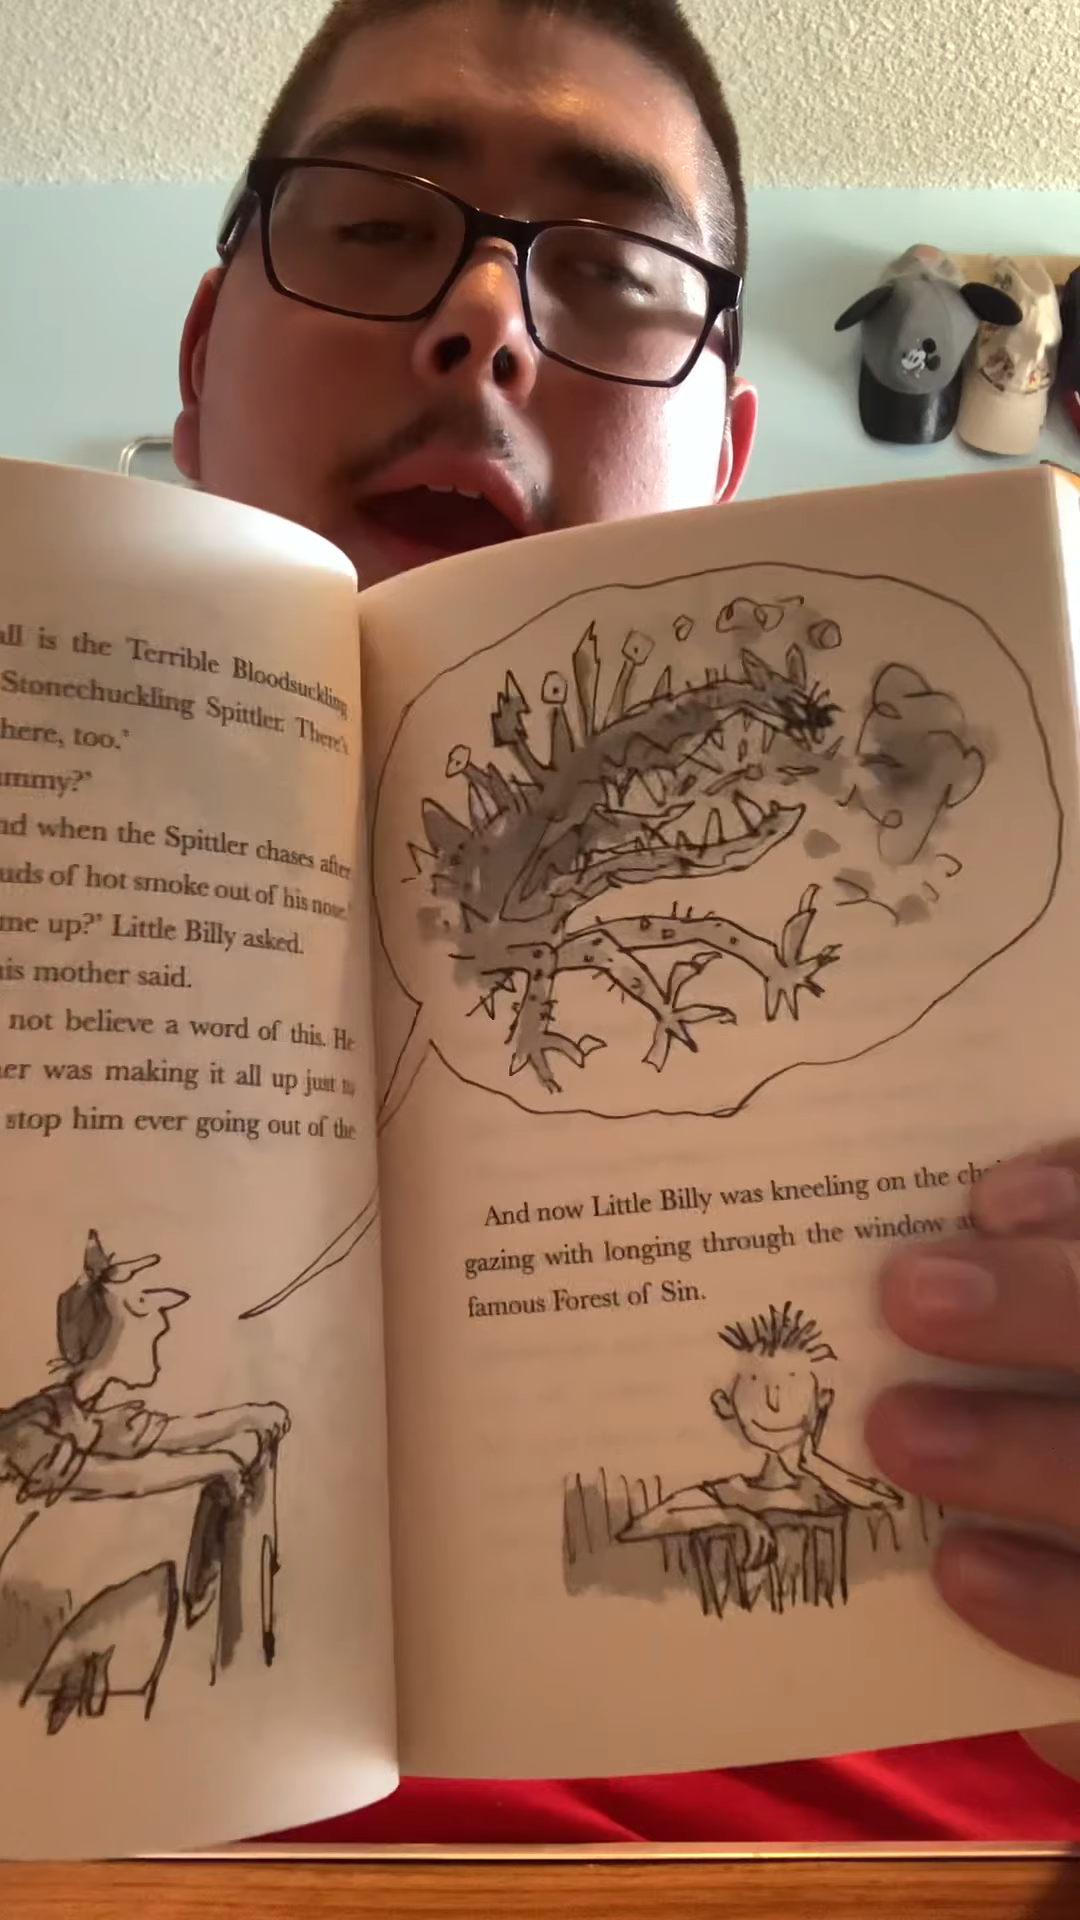 all is the Terrible Bloodsuckling
Stonechuckling Spittler. There's
here, too.'
mmy?'
nd when the Spittler chases after
uds of hot smoke out of his nose.'
me up?' Little Billy asked.
his mother said.
not believe a word of this. He
er was making it all up just to
stop him ever going out of the
And now Little Billy was kneeling on the
gazing with longing through the window
famous Forest of Sin.